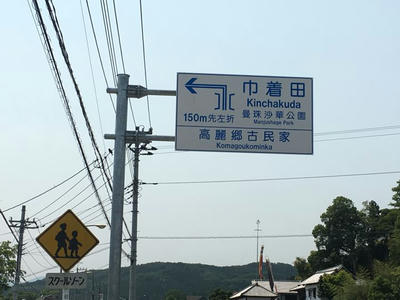 巾着田
Kinchakuda
曼珠沙華公園
Manjushage Park
150m先左折
高麗郷古民家
Komagoukominka
スクールゾーン